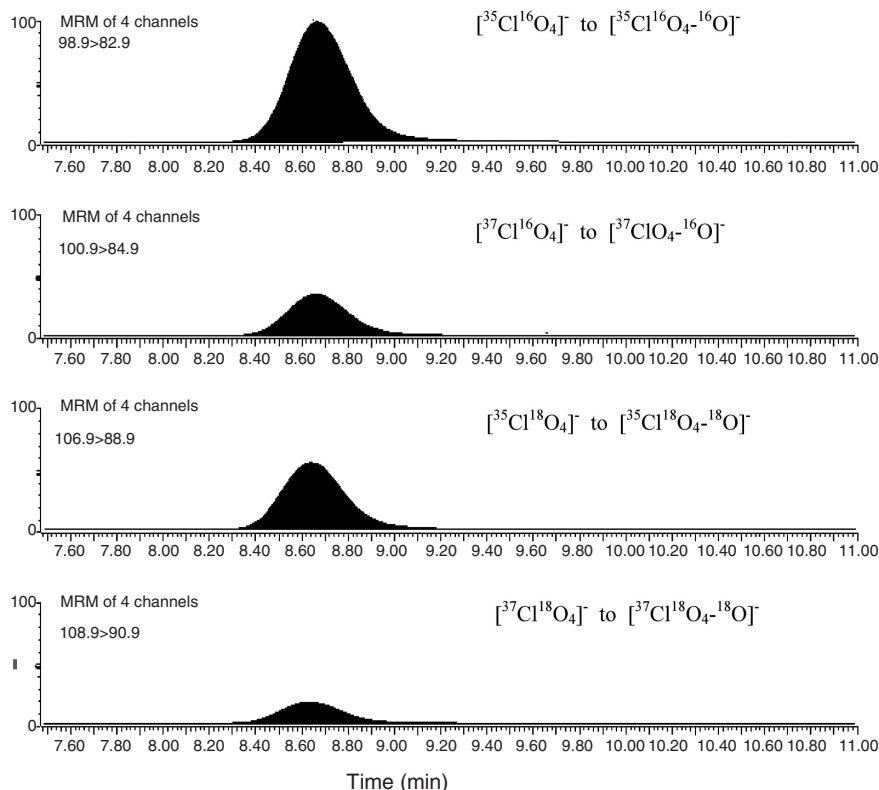 100
MRM of 4 channels
98.9>82.9
[³⁵Cl¹⁶O₄]⁻ to [³⁵Cl¹⁶O₄-¹⁶O]⁻
0
7.60 7.80 8.00 8.20 8.40 8.60 8.80 9.00 9.20 9.40 9.60 9.80 10.00 10.20 10.40 10.60 10.80 11.00
100
MRM of 4 channels
100.9>84.9
[³⁷Cl¹⁶O₄]⁻ to [³⁷ClO₄-¹⁶O]⁻
0
7.60 7.80 8.00 8.20 8.40 8.60 8.80 9.00 9.20 9.40 9.60 9.80 10.00 10.20 10.40 10.60 10.80 11.00
100
MRM of 4 channels
106.9>88.9
[³⁵Cl¹⁸O₄]⁻ to [³⁵Cl¹⁸O₄-¹⁸O]⁻
0
7.60 7.80 8.00 8.20 8.40 8.60 8.80 9.00 9.20 9.40 9.60 9.80 10.00 10.20 10.40 10.60 10.80 11.00
100
MRM of 4 channels
108.9>90.9
[³⁷Cl¹⁸O₄]⁻ to [³⁷Cl¹⁸O₄-¹⁸O]⁻
0
7.60 7.80 8.00 8.20 8.40 8.60 8.80 9.00 9.20 9.40 9.60 9.80 10.00 10.20 10.40 10.60 10.80 11.00
Time (min)